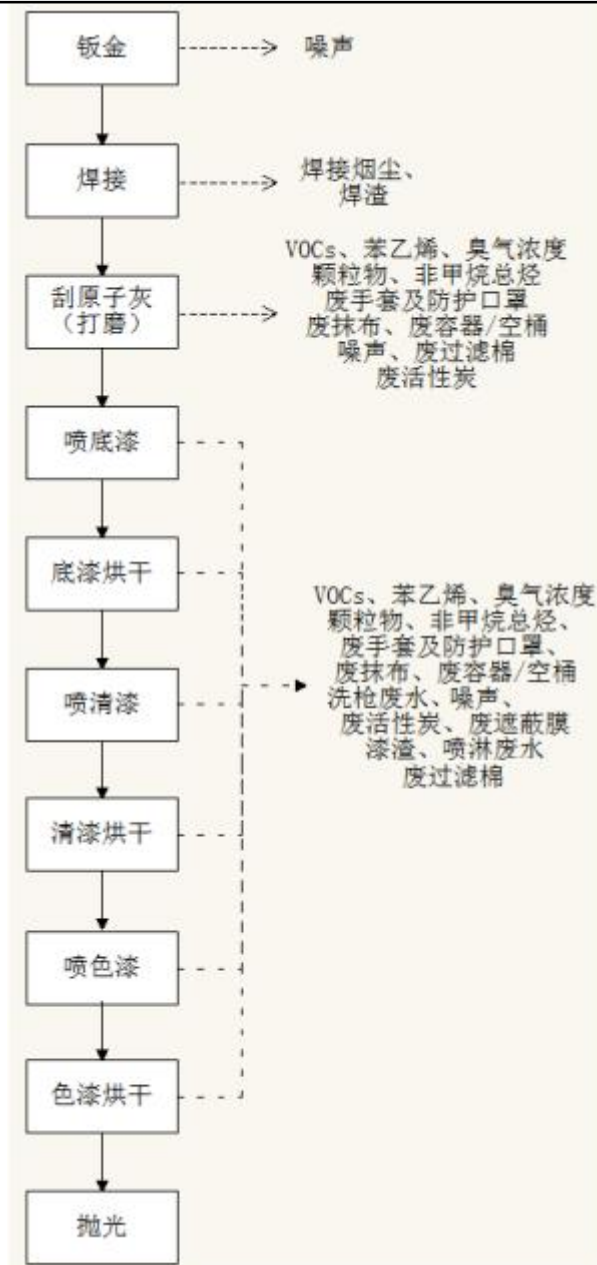 钣金
噪声
焊接
焊接烟尘、
焊渣
刮原子灰
（打磨）
VOCs、苯乙烯、臭气浓度
颗粒物、非甲烷总烃
废手套及防护口罩
废抹布、废容器/空桶
噪声、废过滤棉
废活性炭
喷底漆
底漆烘干
喷清漆
VOCs、苯乙烯、臭气浓度
颗粒物、非甲烷总烃、
废手套及防护口罩、
废抹布、废容器/空桶
洗枪废水、噪声、
废活性炭、废遮蔽膜
漆渣、喷淋废水
废过滤棉
清漆烘干
喷色漆
色漆烘干
抛光